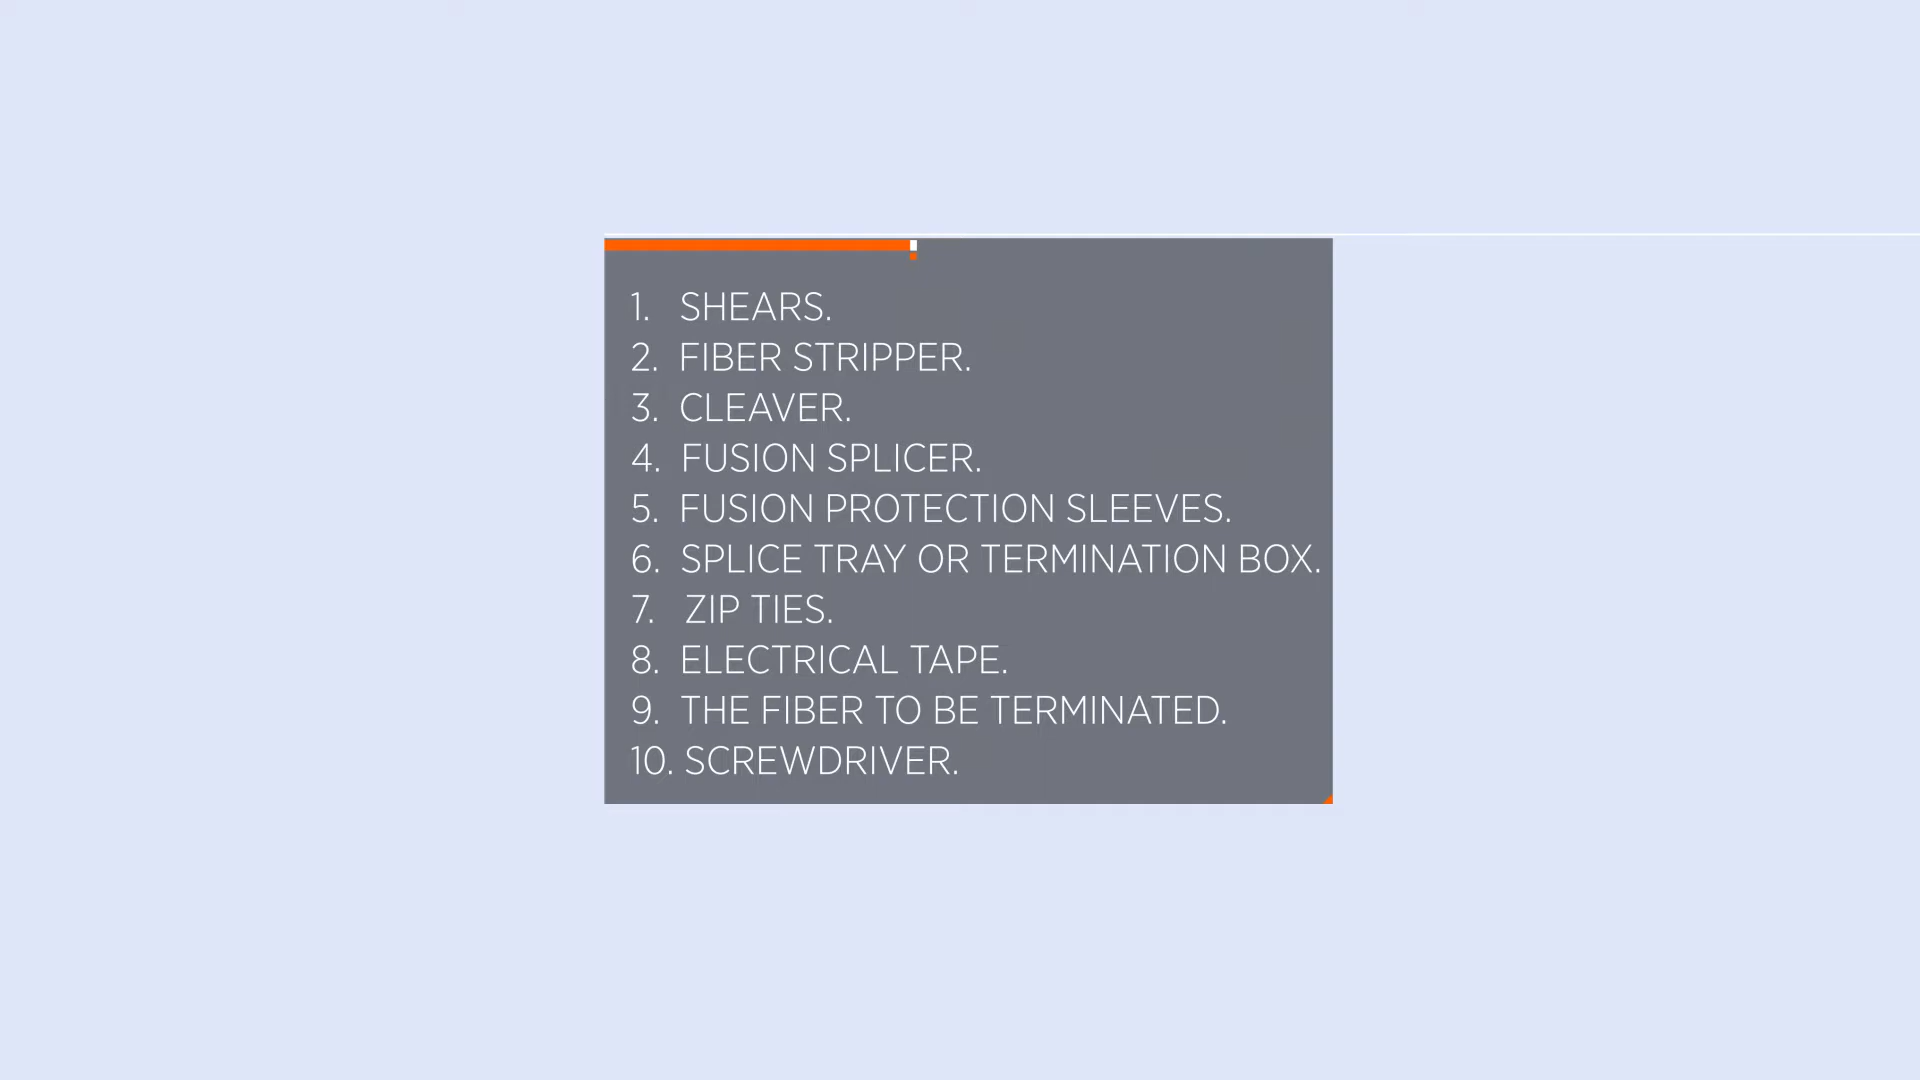 1. SHEARS.
2. FIBER STRIPPER.
3. CLEAVER.
4. FUSION SPLICER.
5. FUSION PROTECTION SLEEVES.
6. SPLICE TRAY OR TERMINATION BOX.
7. ZIP TIES.
8. ELECTRICAL TAPE.
9. THE FIBER TO BE TERMINATED.
10. SCREWDRIVER.